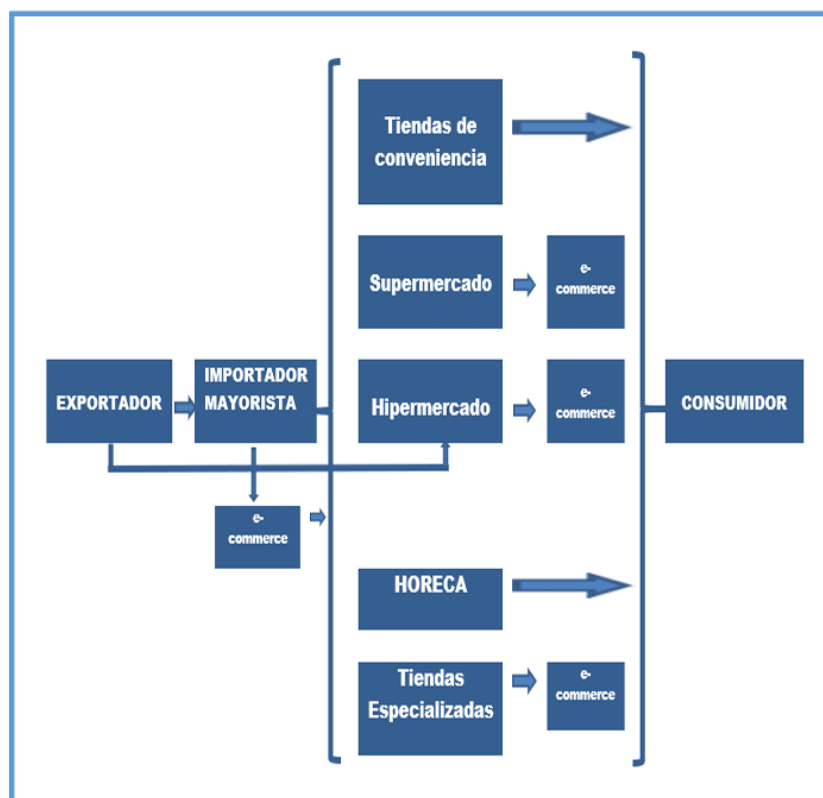 Tiendas de
conveniencia
Supermercado
e-
commerce
EXPORTADOR
IMPORTADOR
MAYORISTA
Hipermercado
e-
commerce
CONSUMIDOR
e-
commerce
HORECA
Tiendas
Especializadas
e-
commerce